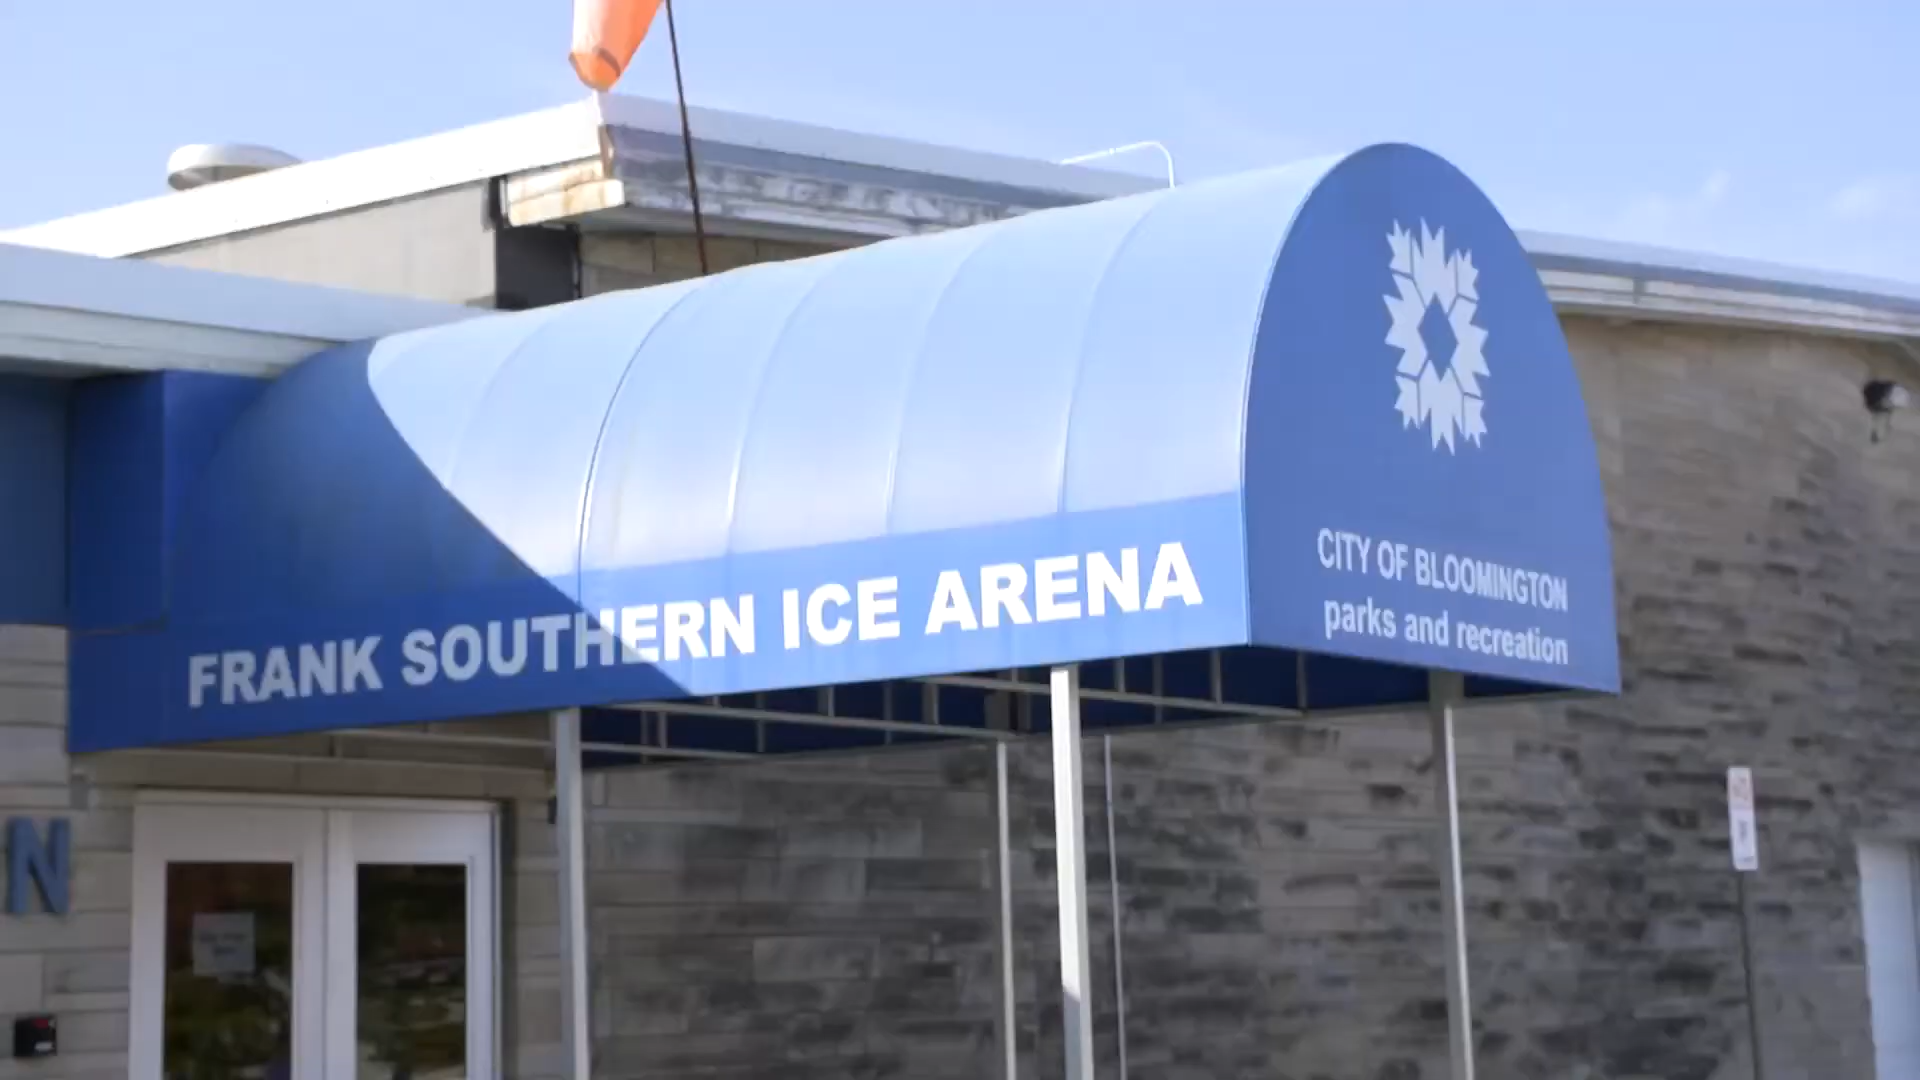 FRANK SOUTHERN ICE ARENA
CITY OF BLOOMINGTON
parks and recreation
N